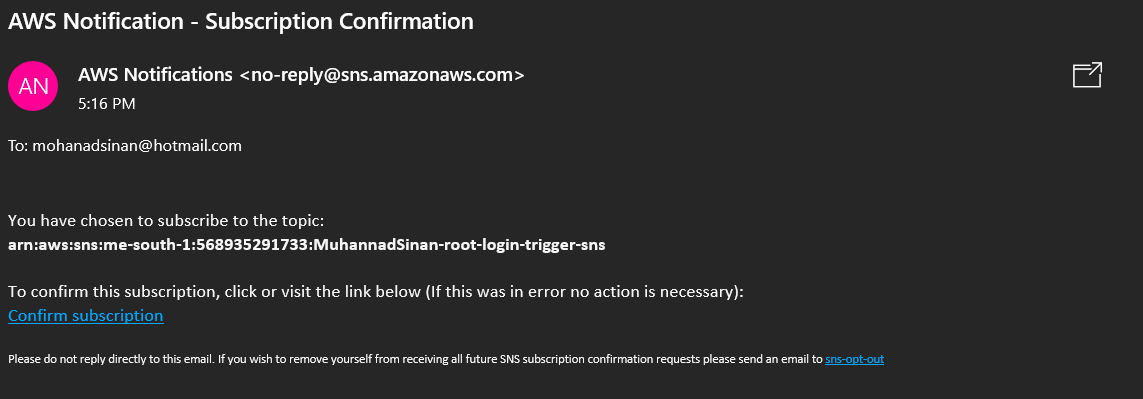 AWS Notification - Subscription Confirmation
AN
AWS Notifications <no-reply@sns.amazonaws.com>
5:16 PM
To: mohanadsinan@hotmail.com
You have chosen to subscribe to the topic:
arn:aws:sns:me-south-1:568935291733:MuhannadSinan-root-login-trigger-sns
To confirm this subscription, click or visit the link below (If this was in error no action is necessary):
Confirm subscription
Please do not reply directly to this email. If you wish to remove yourself from receiving all future SNS subscription confirmation requests please send an email to sns-opt-out